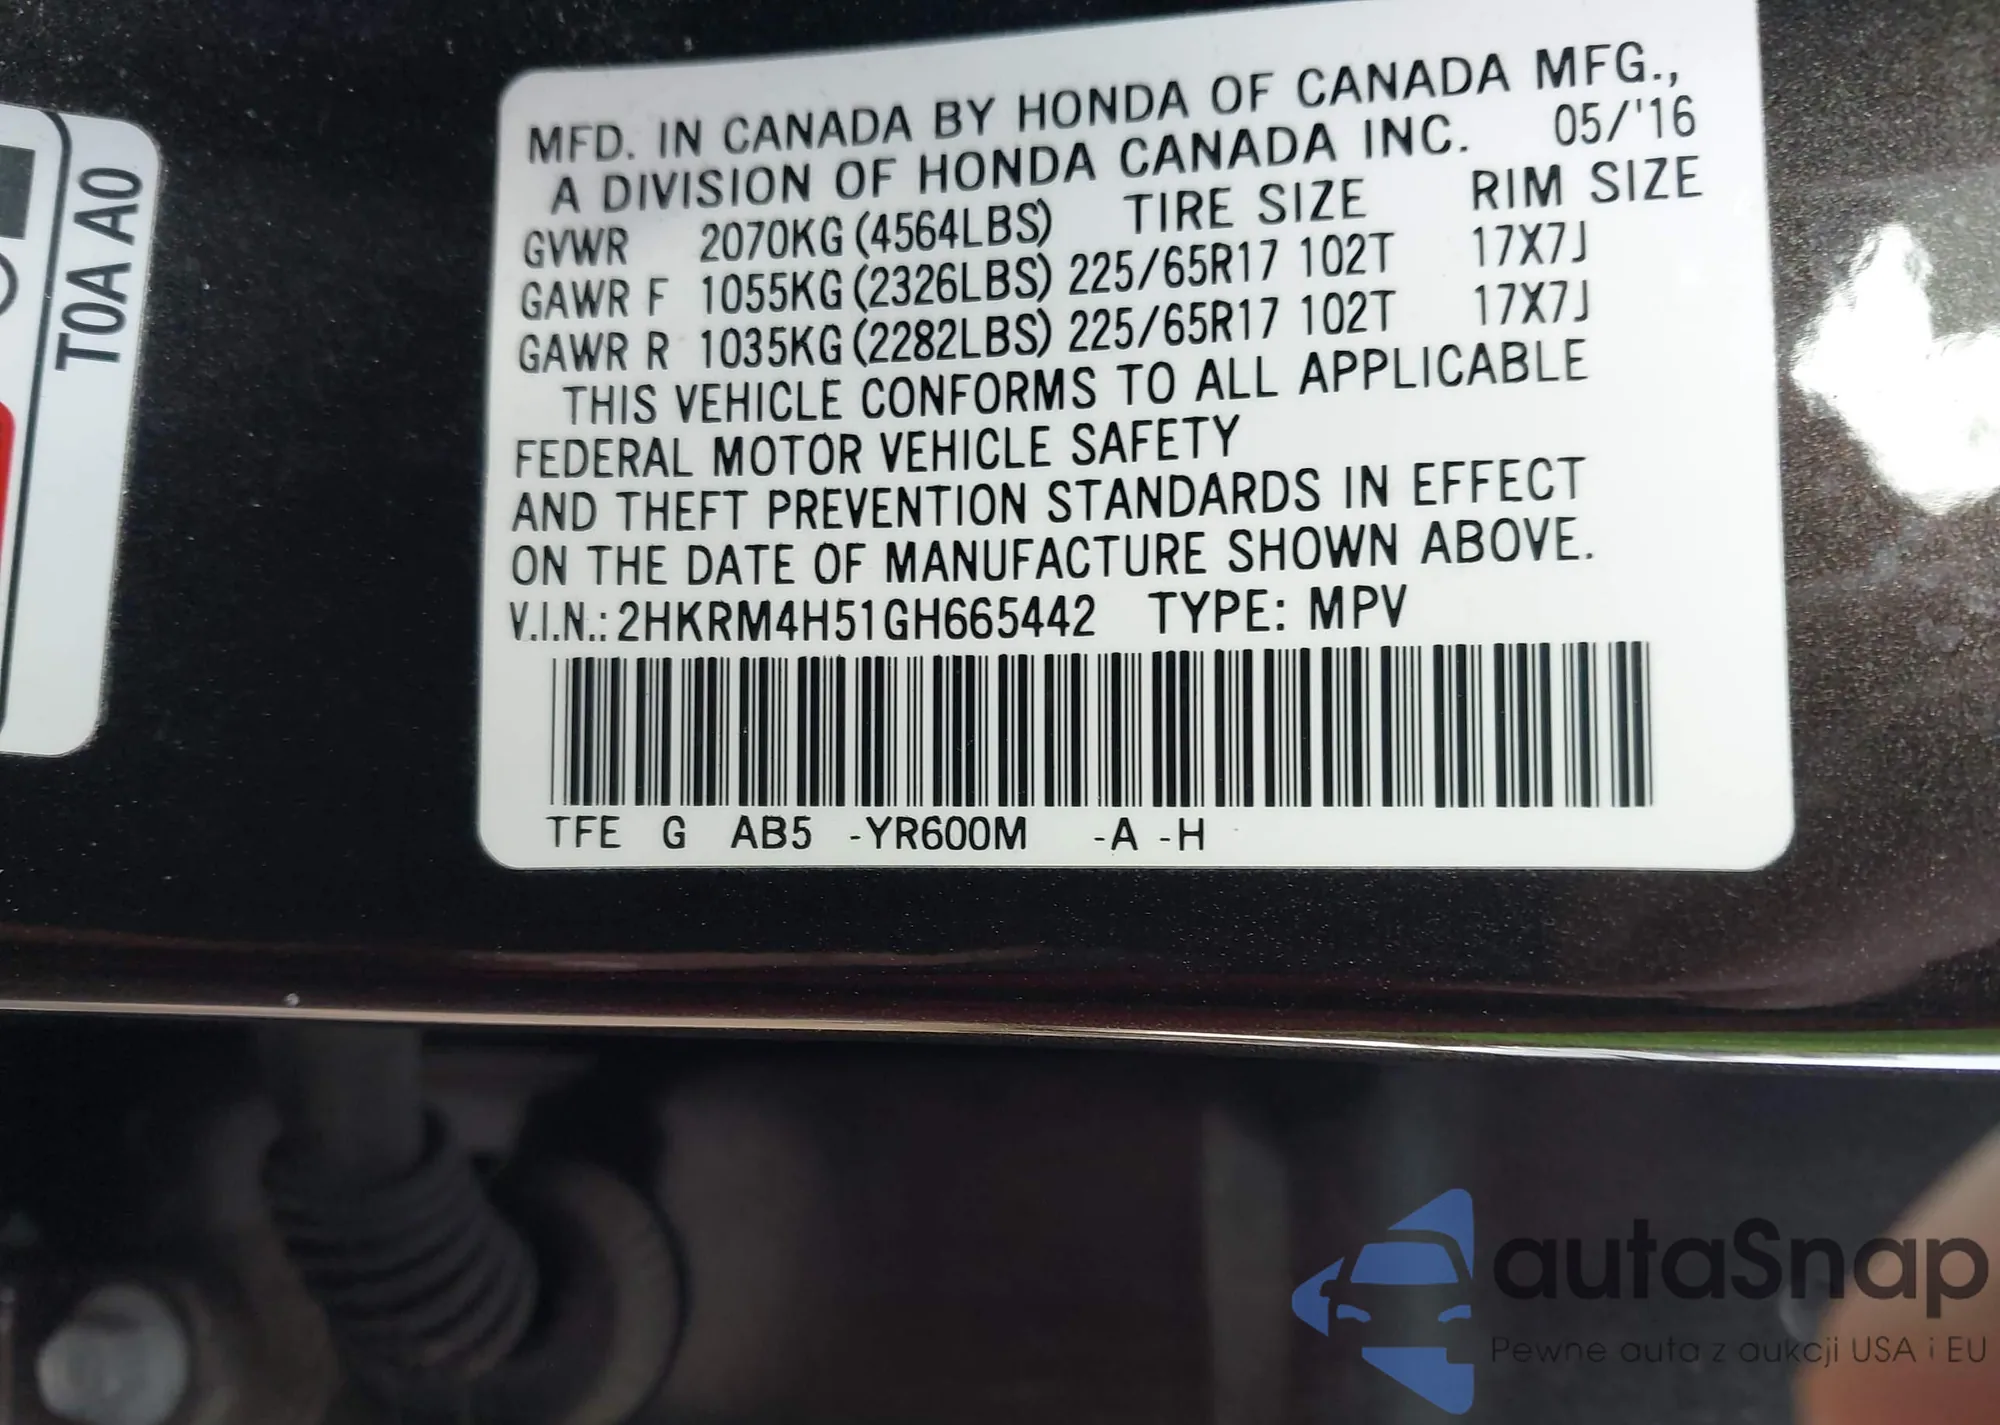 MFD. IN CANADA BY HONDA OF CANADA MFG.,
A DIVISION OF HONDA CANADA INC. 05/'16
GVWR 2070KG (4564LBS) TIRE SIZE RIM SIZE
GAWR F 1055KG (2326LBS) 225/65R17 102T 17X7J
GAWR R 1035KG (2282LBS) 225/65R17 102T 17X7J
THIS VEHICLE CONFORMS TO ALL APPLICABLE
FEDERAL MOTOR VEHICLE SAFETY
AND THEFT PREVENTION STANDARDS IN EFFECT
ON THE DATE OF MANUFACTURE SHOWN ABOVE.
V.I.N.: 2HKRM4H51GH665442 TYPE: MPV
TFE G AB5 -YR600M -A -H
T0A A0
autaSnap
Pewne auta z aukcji USA i EU